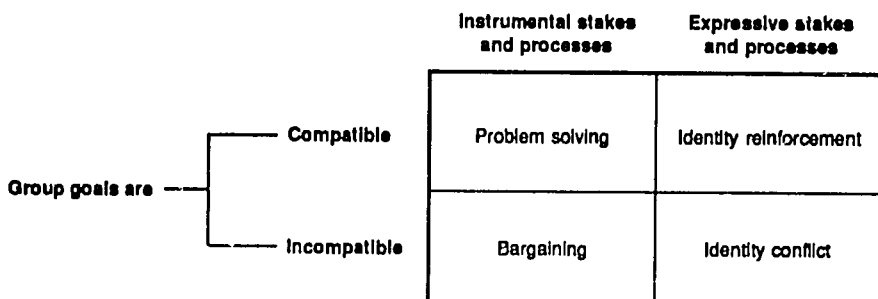 Instrumental stakes Expressive stakes
and processes and processes
Compatible Problem solving Identity reinforcement
Group goals are
Incompatible Bargaining Identity conflict